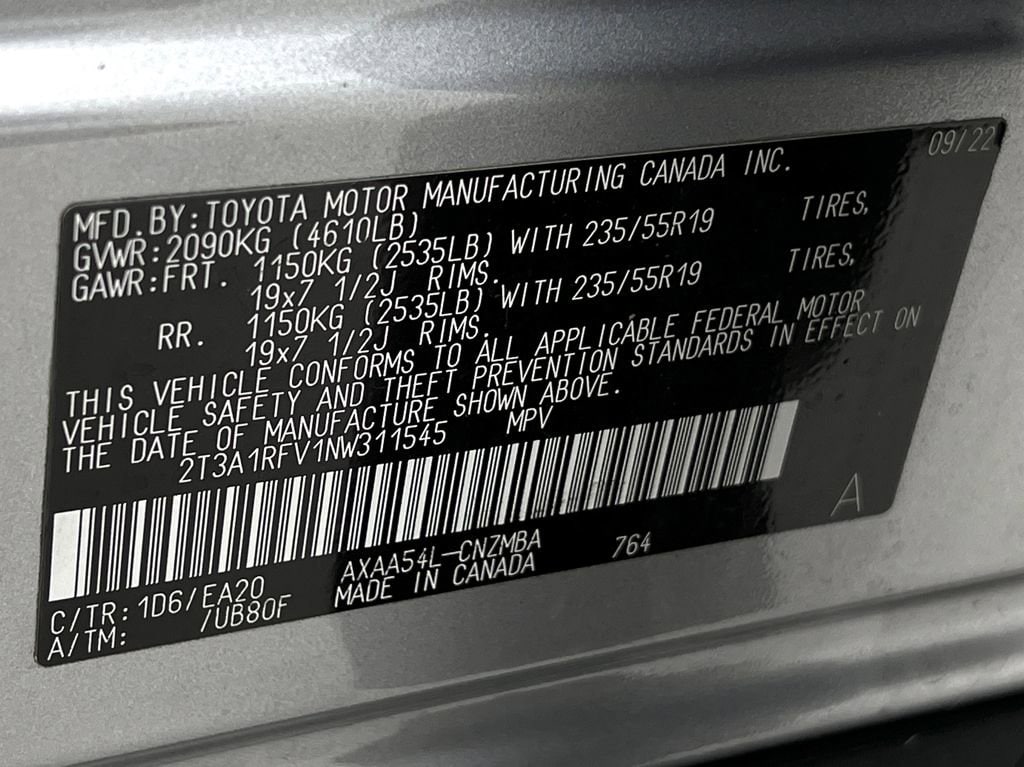 09/22
MFD.BY:TOYOTA MOTOR MANUFACTURING CANADA INC.
GVWR:2090KG (4610LB)
GAWR:FRT. 1150KG (2535LB) WITH 235/55R19 TIRES,
19x7 1/2J RIMS.
RR. 1150KG (2535LB) WITH 235/55R19 TIRES,
19x7 1/2J RIMS.
THIS VEHICLE CONFORMS TO ALL APPLICABLE FEDERAL MOTOR
VEHICLE SAFETY AND THEFT PREVENTION STANDARDS IN EFFECT ON
THE DATE OF MANUFACTURE SHOWN ABOVE.
2T3A1RFV1NW311545 MPV
A
C/TR: 1D6/EA20 AXAA54L-CNZMBA 764
A/TM: /UB80F MADE IN CANADA